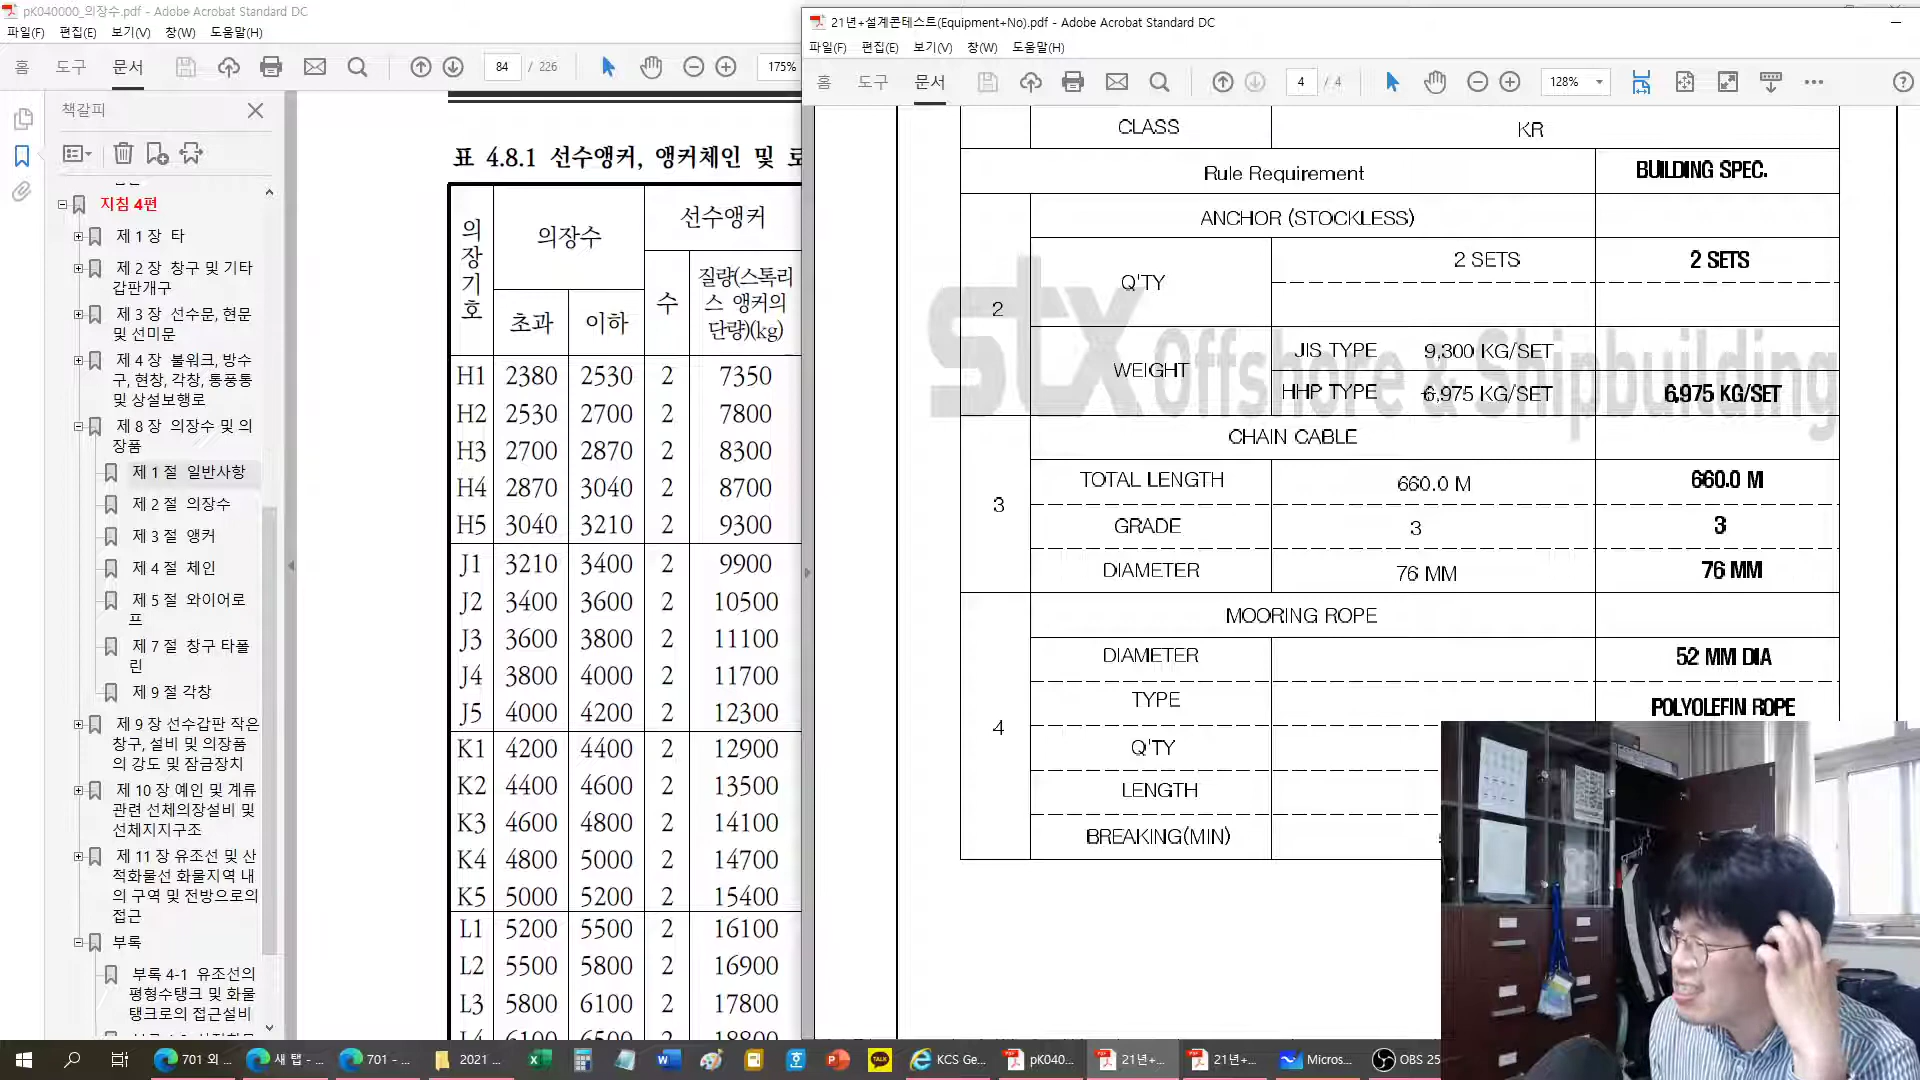 pK040000_의장수.pdf - Adobe Acrobat Standard DC
파일(F) 편집(E) 보기(V) 창(W) 도움말(H)
홈 도구 문서 84 / 226 175%
책갈피
지침 4편
제 1 장 타
제 2 장 창구 및 기타
갑판개구
제 3 장 선수문, 현문
및 선미문
제 4 장 불워크, 방수
구, 현창, 각창, 통풍통
및 상설보행로
제 8 장 의장수 및 의
장품
제 1 절 일반사항
제 2 절 의장수
제 3 절 앵커
제 4 절 체인
제 5 절 와이어로
프
제 7 절 창구 타폴
린
제 9 절 각창
제 9 장 선수갑판 작은
창구, 설비 및 의장품
의 강도 및 잠금장치
제 10 장 예인 및 계류
관련 선체의장설비 및
선체지지구조
제 11 장 유조선 및 산
적화물선 화물지역 내
의 구역 및 전방으로의
접근
부록
부록 4-1 유조선의
평형수탱크 및 화물
탱크로의 접근설비
표 4.8.1 선수앵커, 앵커체인 및 로
의장기호 의장수 선수앵커
초과 이하 수 질량(스톡리
스 앵커의
단량)(kg)
H1 2380 2530 2 7350
H2 2530 2700 2 7800
H3 2700 2870 2 8300
H4 2870 3040 2 8700
H5 3040 3210 2 9300
J1 3210 3400 2 9900
J2 3400 3600 2 10500
J3 3600 3800 2 11100
J4 3800 4000 2 11700
J5 4000 4200 2 12300
K1 4200 4400 2 12900
K2 4400 4600 2 13500
K3 4600 4800 2 14100
K4 4800 5000 2 14700
K5 5000 5200 2 15400
L1 5200 5500 2 16100
L2 5500 5800 2 16900
L3 5800 6100 2 17800
L4 6100 6500 2 18800
21년+설계콘테스트(Equipment+No).pdf - Adobe Acrobat Standard DC
파일(F) 편집(E) 보기(V) 창(W) 도움말(H)
홈 도구 문서 4 / 4 128%
CLASS KR
Rule Requirement BUILDING SPEC.
2 ANCHOR (STOCKLESS)
Q'TY 2 SETS 2 SETS
WEIGHT JIS TYPE 9,300 KG/SET
HHP TYPE 6,975 KG/SET 6,975 KG/SET
stx Offshore & Shipbuilding
3 CHAIN CABLE
TOTAL LENGTH 660.0 M 660.0 M
GRADE 3 3
DIAMETER 76 MM 76 MM
4 MOORING ROPE
DIAMETER 52 MM DIA
TYPE POLYOLEFIN ROPE
Q'TY
LENGTH
BREAKING(MIN)
701 외 ... 새 탭 - ... 701 - ... 2021 ... TALK KCS Ge... pK040... 21년+... 21년+... Micros... OBS 25